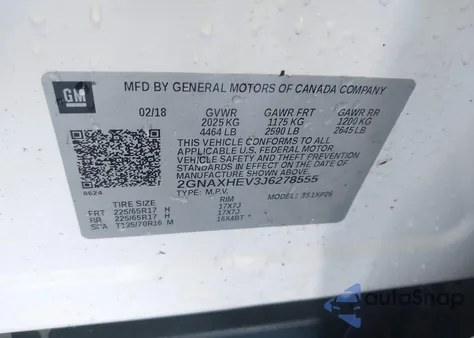 GM
MFD BY GENERAL MOTORS OF CANADA COMPANY
02/18 GVWR GAWR FRT GAWR RR
2025 KG 1175 KG 1200 KG
4464 LB 2590 LB 2645 LB
THIS VEHICLE CONFORMS TO ALL APPLICABLE
U.S. FEDERAL MOTOR
VEHICLE SAFETY AND THEFT PREVENTION
STANDARDS IN EFFECT ON THE
DATE OF MANUFACTURE SHOWN ABOVE.
8624
2GNAXHEV3J6278555
TYPE: M.P.V. MODEL:
TIRE SIZE RIM
FRT 225/65R17 H 17X7J
RR 225/65R17 H 17X7J
SPA T135/70R16 M 16X4BT *
autoSnap